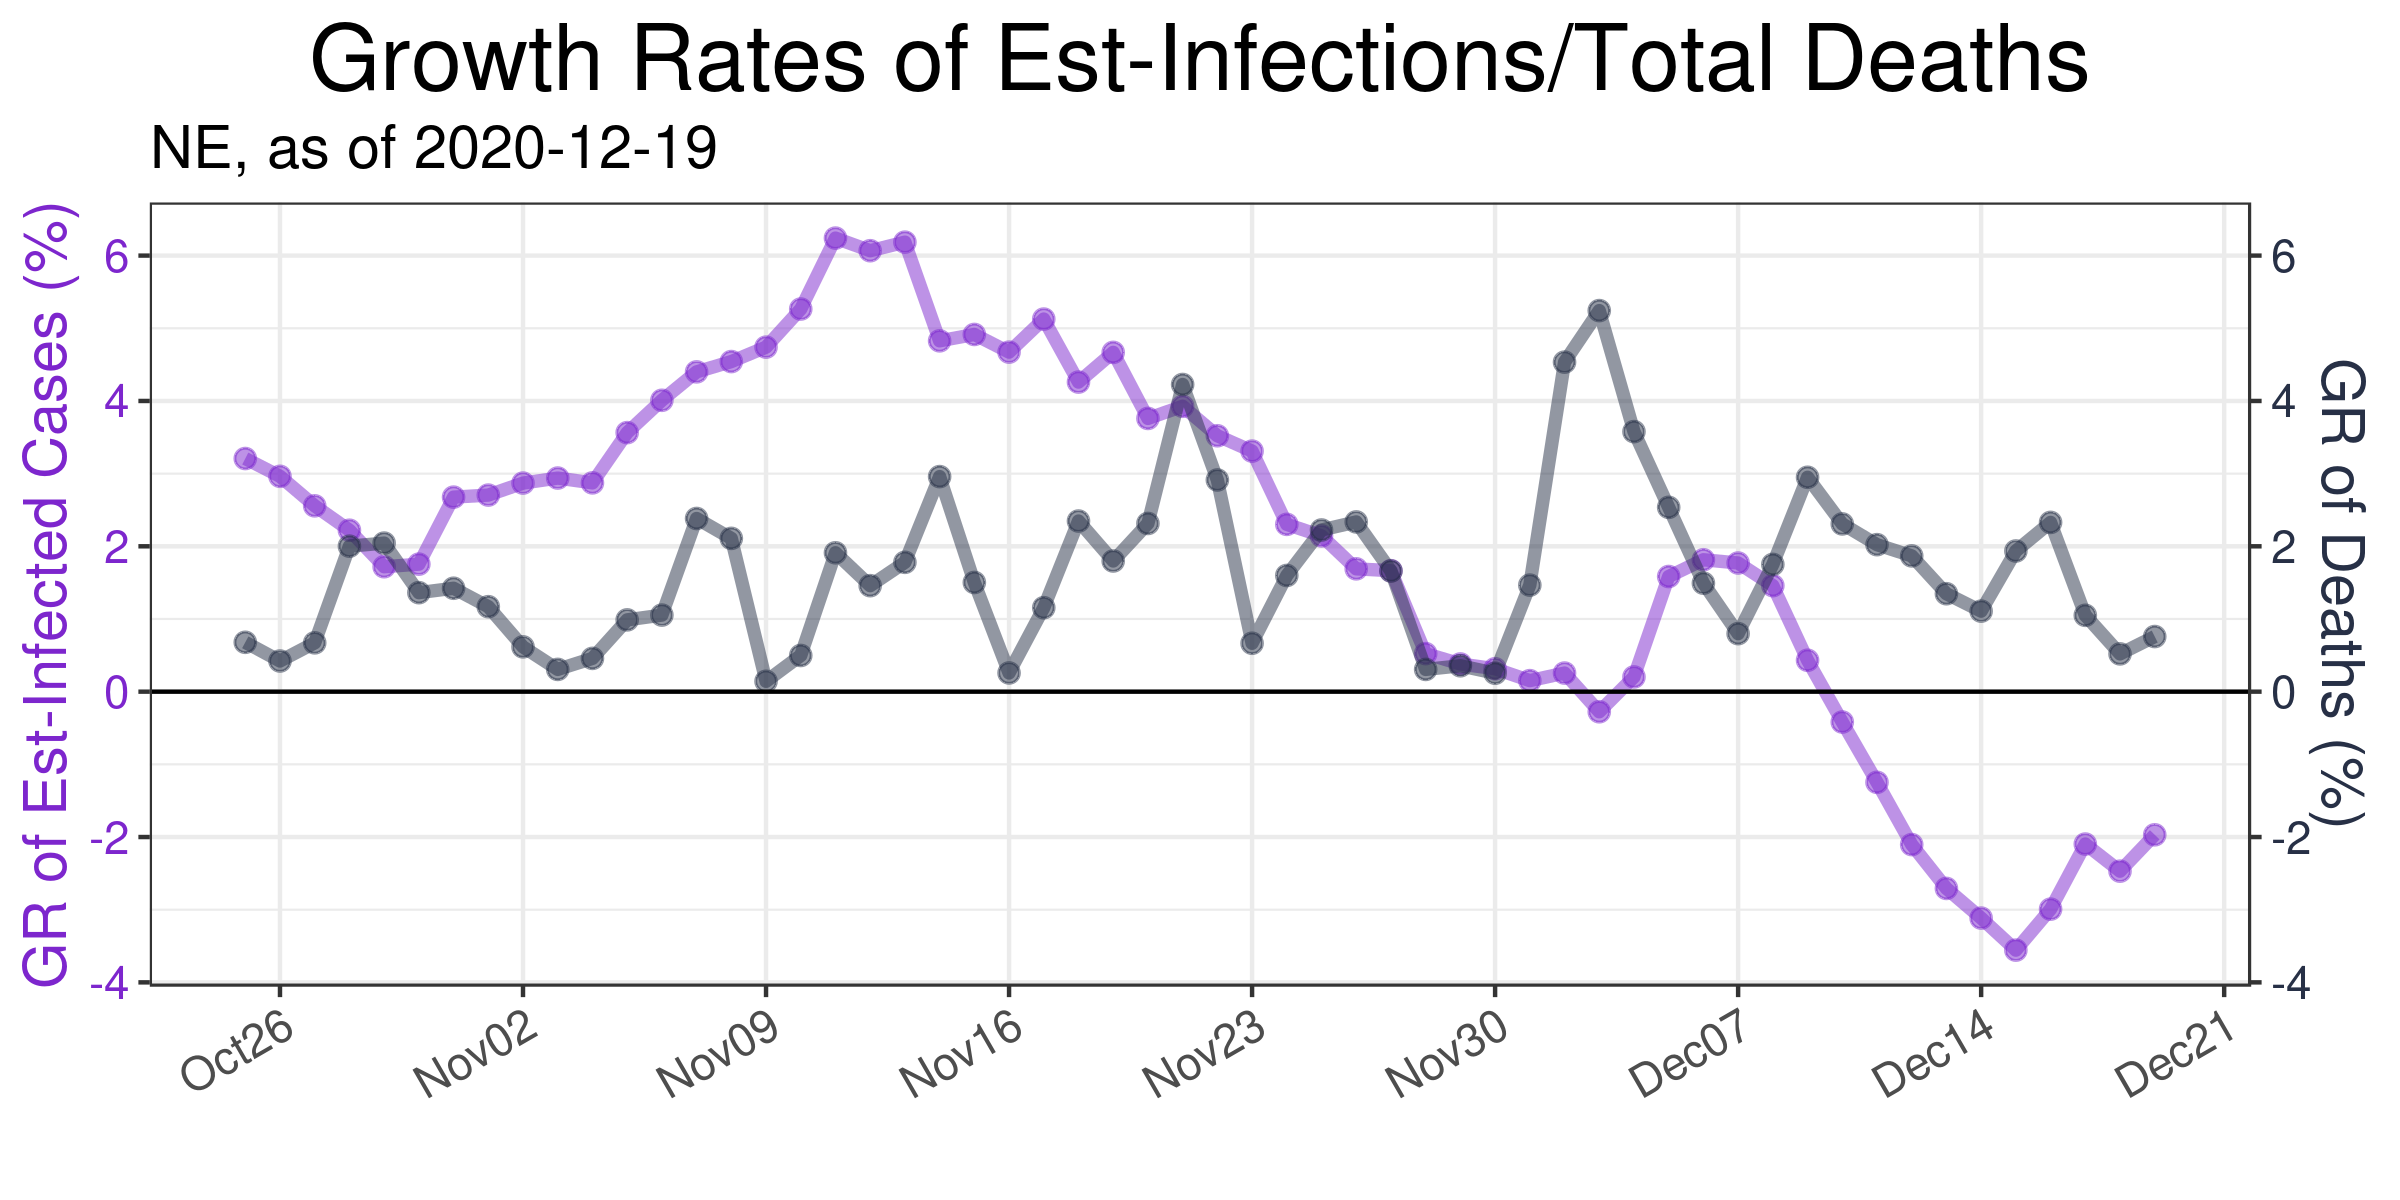 Growth Rates of Est-Infections/Total Deaths
NE, as of 2020-12-19
GR of Est-Infected Cases (%)
6
4
2
0
-2
-4
6
4
2
0
-2
-4
GR of Deaths (%)
Oct26
Nov02
Nov09
Nov16
Nov23
Nov30
Dec07
Dec14
Dec21